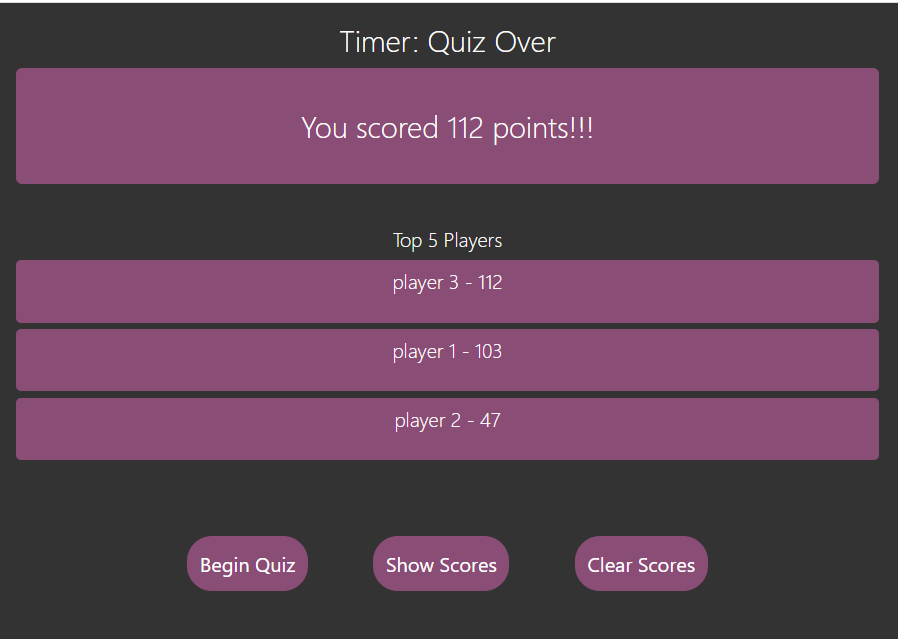 Timer: Quiz Over
You scored 112 points!!!
Top 5 Players
player 3 - 112
player 1 - 103
player 2 - 47
Begin Quiz
Show Scores
Clear Scores